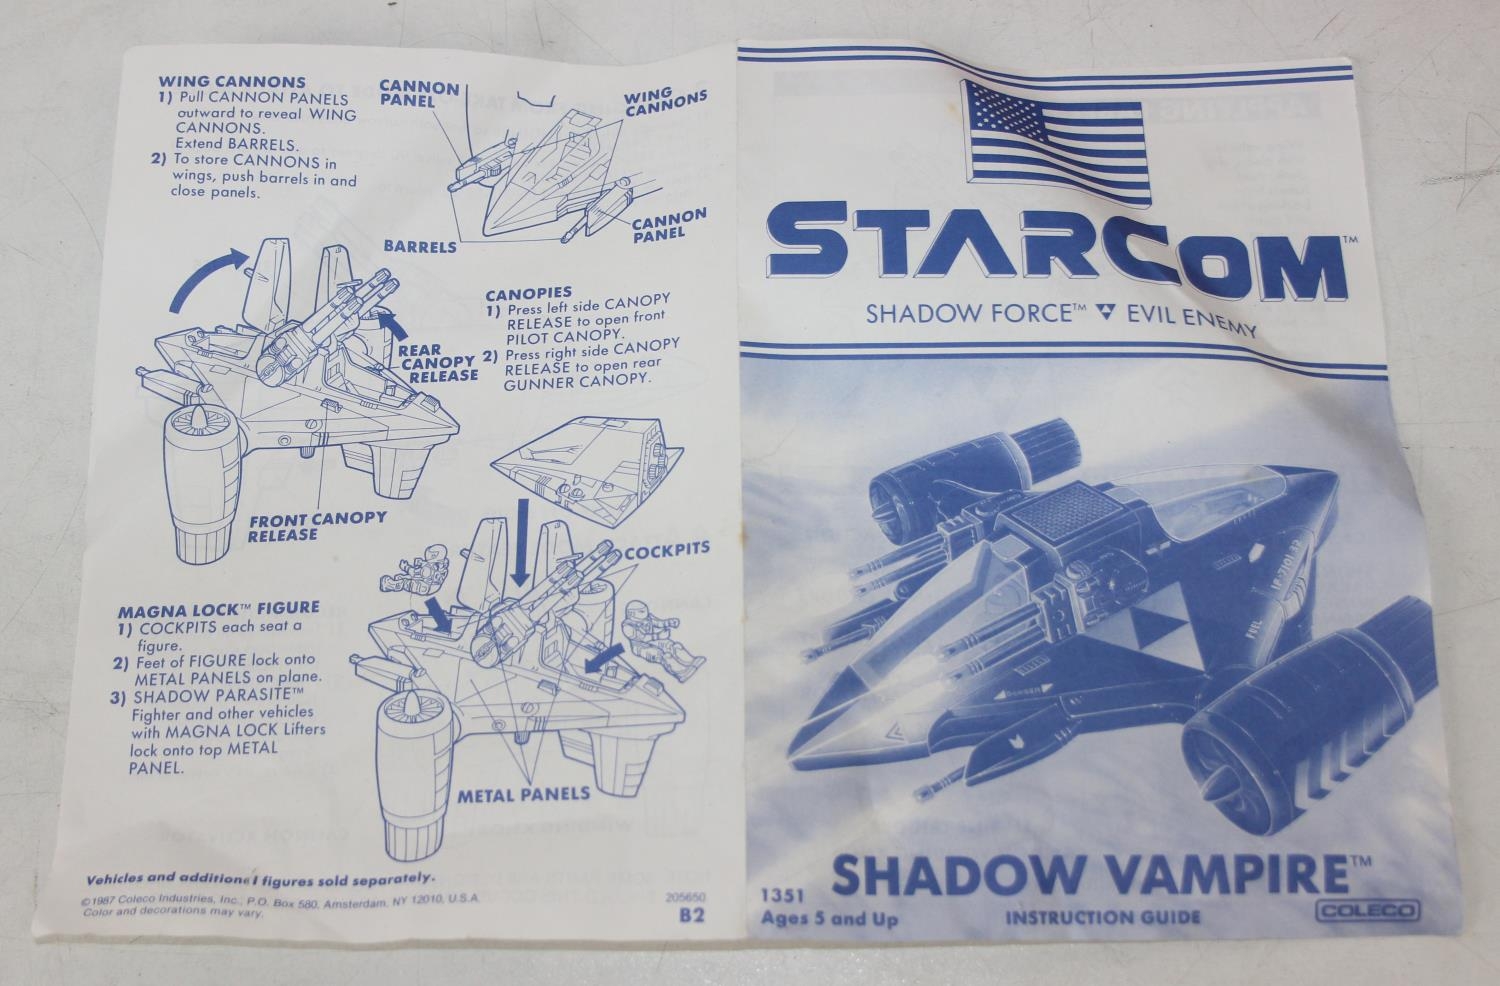 WING CANNONS
1) Pull CANNON PANELS
outward to reveal WING
CANNONS.
Extend BARRELS.
2) To store CANNONS in
wings, push barrels in and
close panels.
CANNON
PANEL
WING
CANNONS
BARRELS
CANNON
PANEL
CANOPIES
1) Press left side CANOPY
RELEASE to open front
PILOT CANOPY.
2) Press right side CANOPY
RELEASE to open rear
GUNNER CANOPY.
REAR
CANOPY
RELEASE
FRONT CANOPY
RELEASE
COCKPITS
MAGNA LOCK™ FIGURE
1) COCKPITS each seat a
figure.
2) Feet of FIGURE lock onto
METAL PANELS on plane.
3) SHADOW PARASITE™
Fighter and other vehicles
with MAGNA LOCK Lifters
lock onto top METAL
PANEL.
METAL PANELS
Vehicles and additional figures sold separately.
©1987 Coleco Industries, Inc., P.O. Box 580, Amsterdam, NY 12010, U.S.A.
Color and decorations may vary.
205650
B2
STARCOM™
SHADOW FORCE™ EVIL ENEMY
FUEL
DANGER
SHADOW VAMPIRE™
1351
Ages 5 and Up
INSTRUCTION GUIDE
COLECO